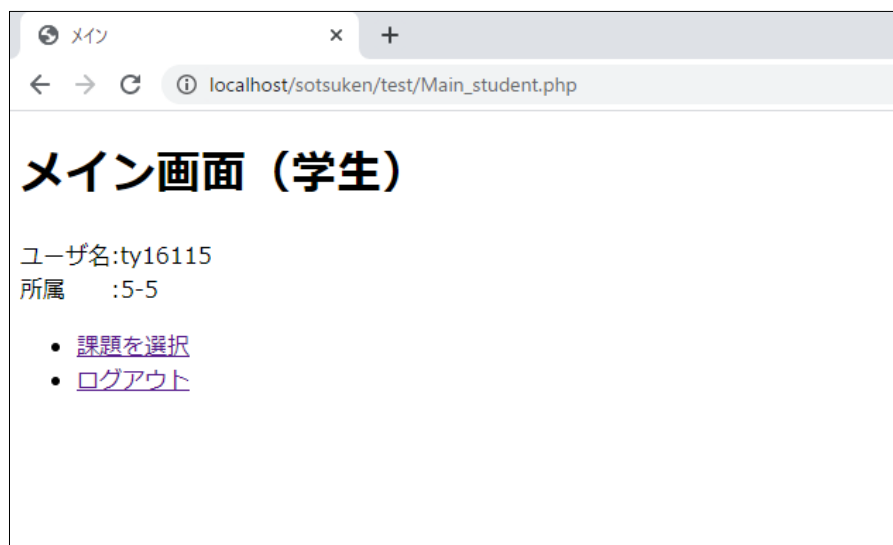 メイン
localhost/sotsuken/test/Main_student.php
メイン画面（学生）
ユーザ名:ty16115
所属　　:5-5
課題を選択
ログアウト